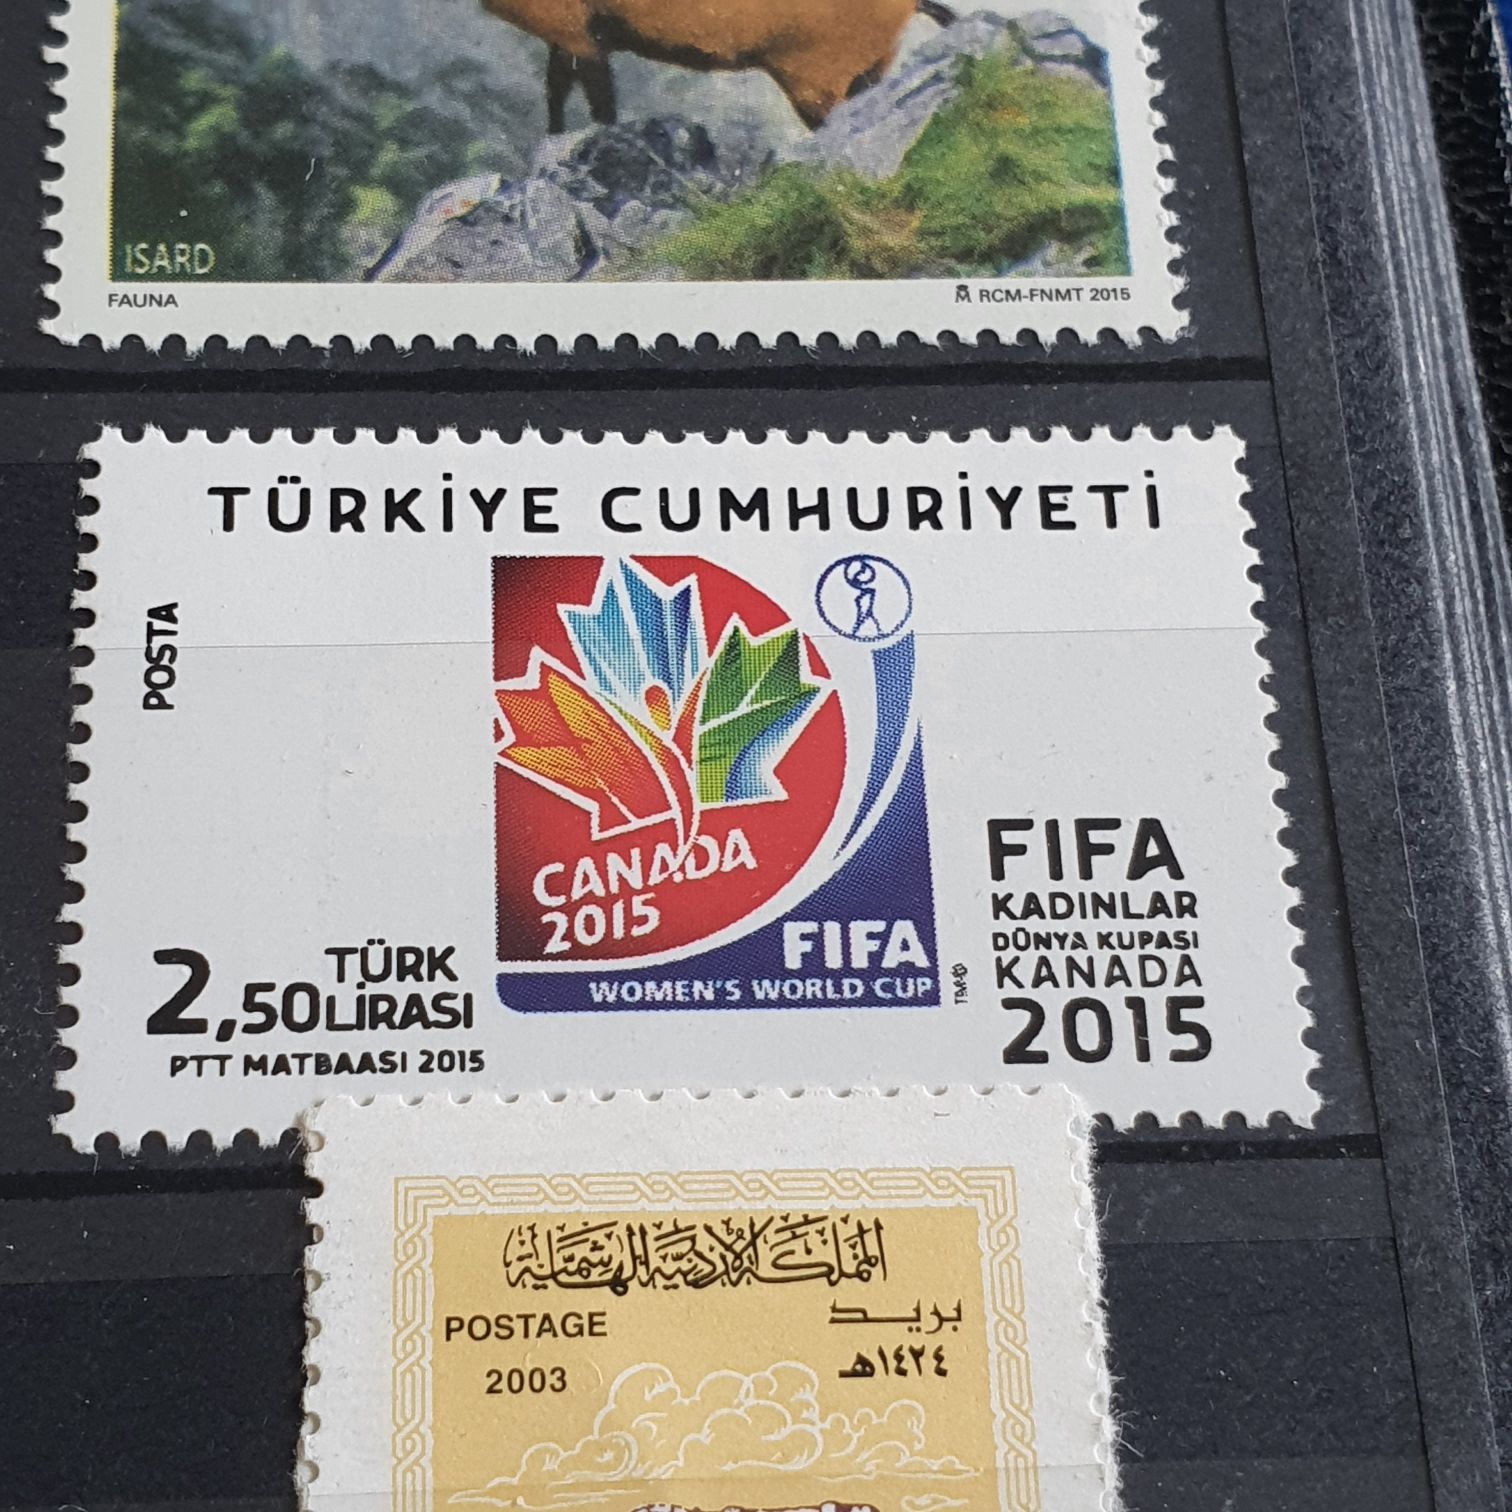 ISARD
FAUNA
RCM-FNMT 2015
TÜRKİYE CUMHURİYETİ
POSTA
CANADA
2015
FIFA
WOMEN'S WORLD CUP
2,50 TÜRK
LİRASI
PTT MATBAASI 2015
FIFA
KADINLAR
DÜNYA KUPASI
KANADA
2015
المملكة الأردنية الهاشمية
POSTAGE
بريد
2003
١٤٢٤هـ